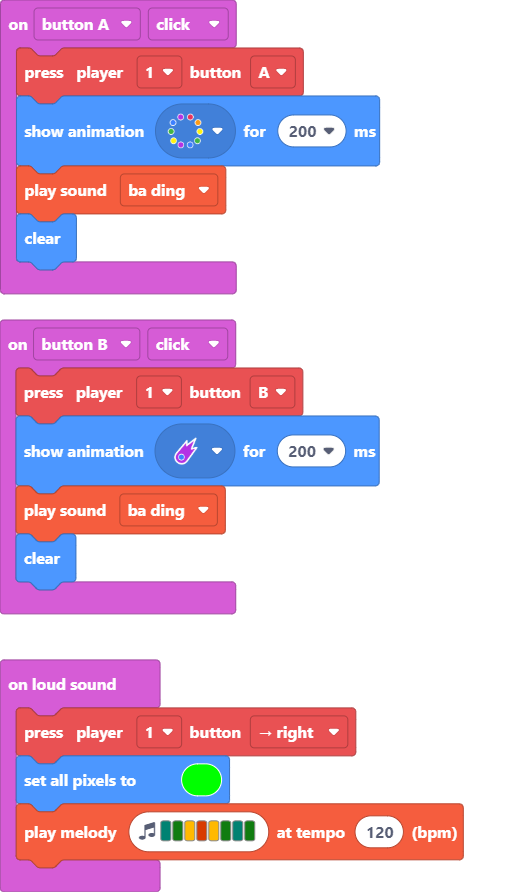 on button A click
press player 1 button A
show animation for 200 ms
play sound ba ding
clear
on button B click
press player 1 button B
show animation for 200 ms
play sound ba ding
clear
on loud sound
press player 1 button → right
set all pixels to
play melody at tempo 120 (bpm)